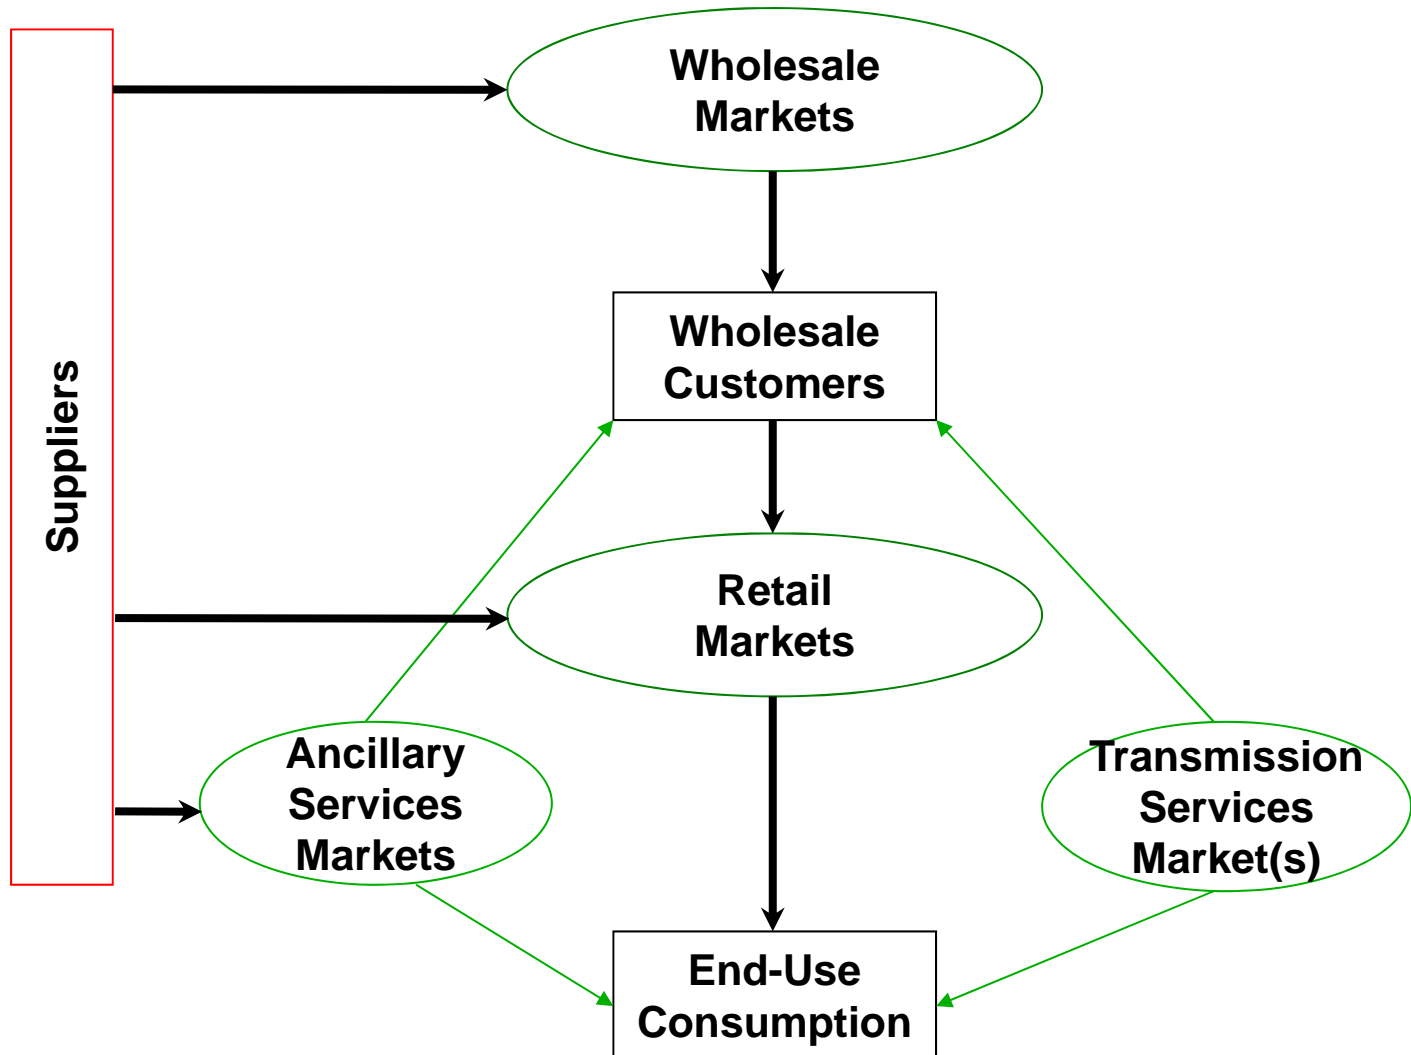 Wholesale
Markets
Wholesale
Customers
Suppliers
Retail
Markets
Ancillary
Services
Markets
Transmission
Services
Market(s)
End-Use
Consumption